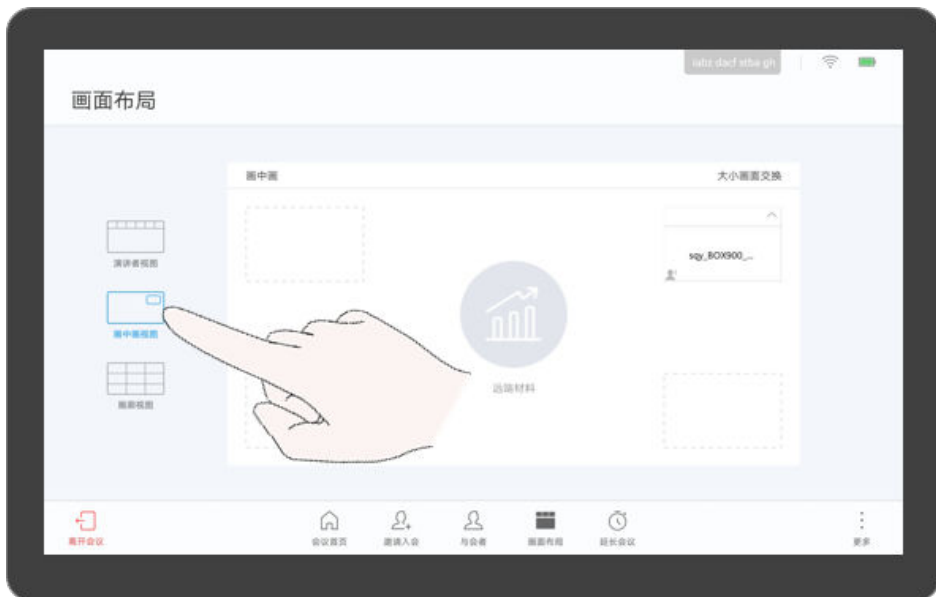 画面布局
画中画
大小画面交换
演讲者视图
sqy_BOX900_...
画中画视图
远端材料
画廊视图
离开会议
会议首页
邀请入会
与会者
画面布局
延长会议
更多